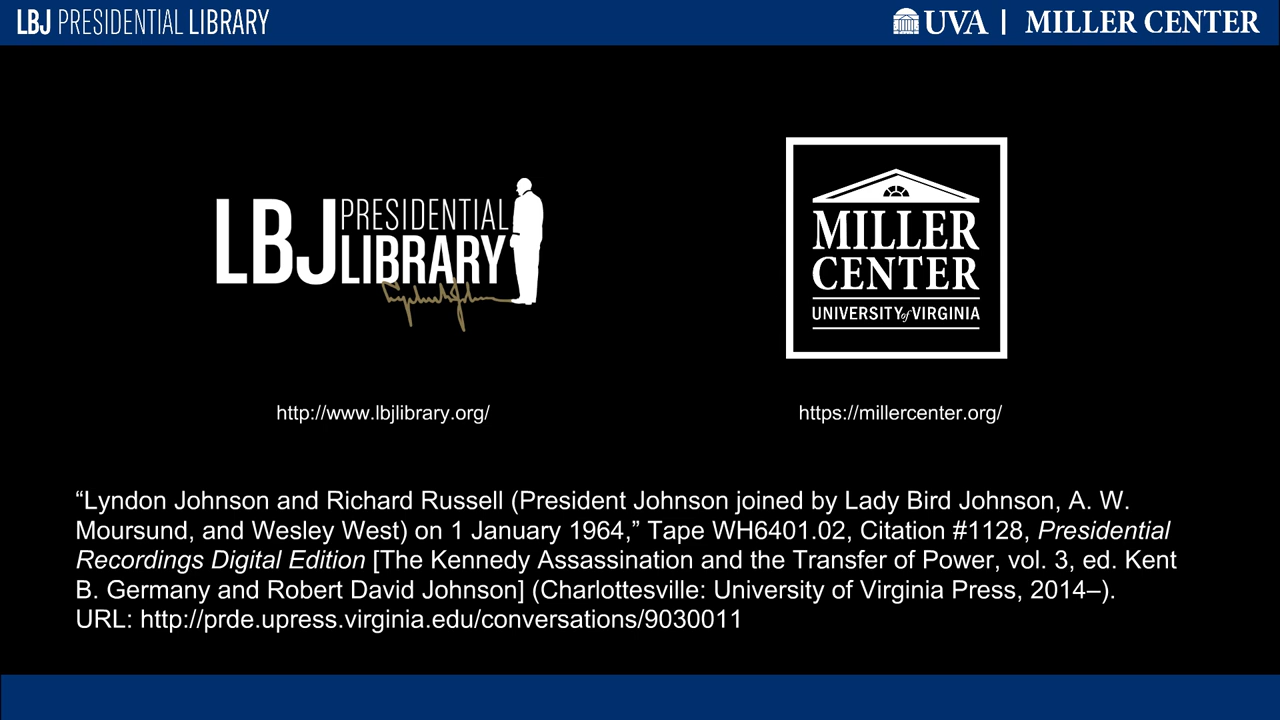 LBJ PRESIDENTIAL LIBRARY
UVA | MILLER CENTER
LBJ PRESIDENTIAL
LIBRARY
MILLER
CENTER
UNIVERSITY of VIRGINIA
http://www.lbjlibrary.org/
https://millercenter.org/
“Lyndon Johnson and Richard Russell (President Johnson joined by Lady Bird Johnson, A. W.
Moursund, and Wesley West) on 1 January 1964,” Tape WH6401.02, Citation #1128, Presidential
Recordings Digital Edition [The Kennedy Assassination and the Transfer of Power, vol. 3, ed. Kent
B. Germany and Robert David Johnson] (Charlottesville: University of Virginia Press, 2014–).
URL: http://prde.upress.virginia.edu/conversations/9030011